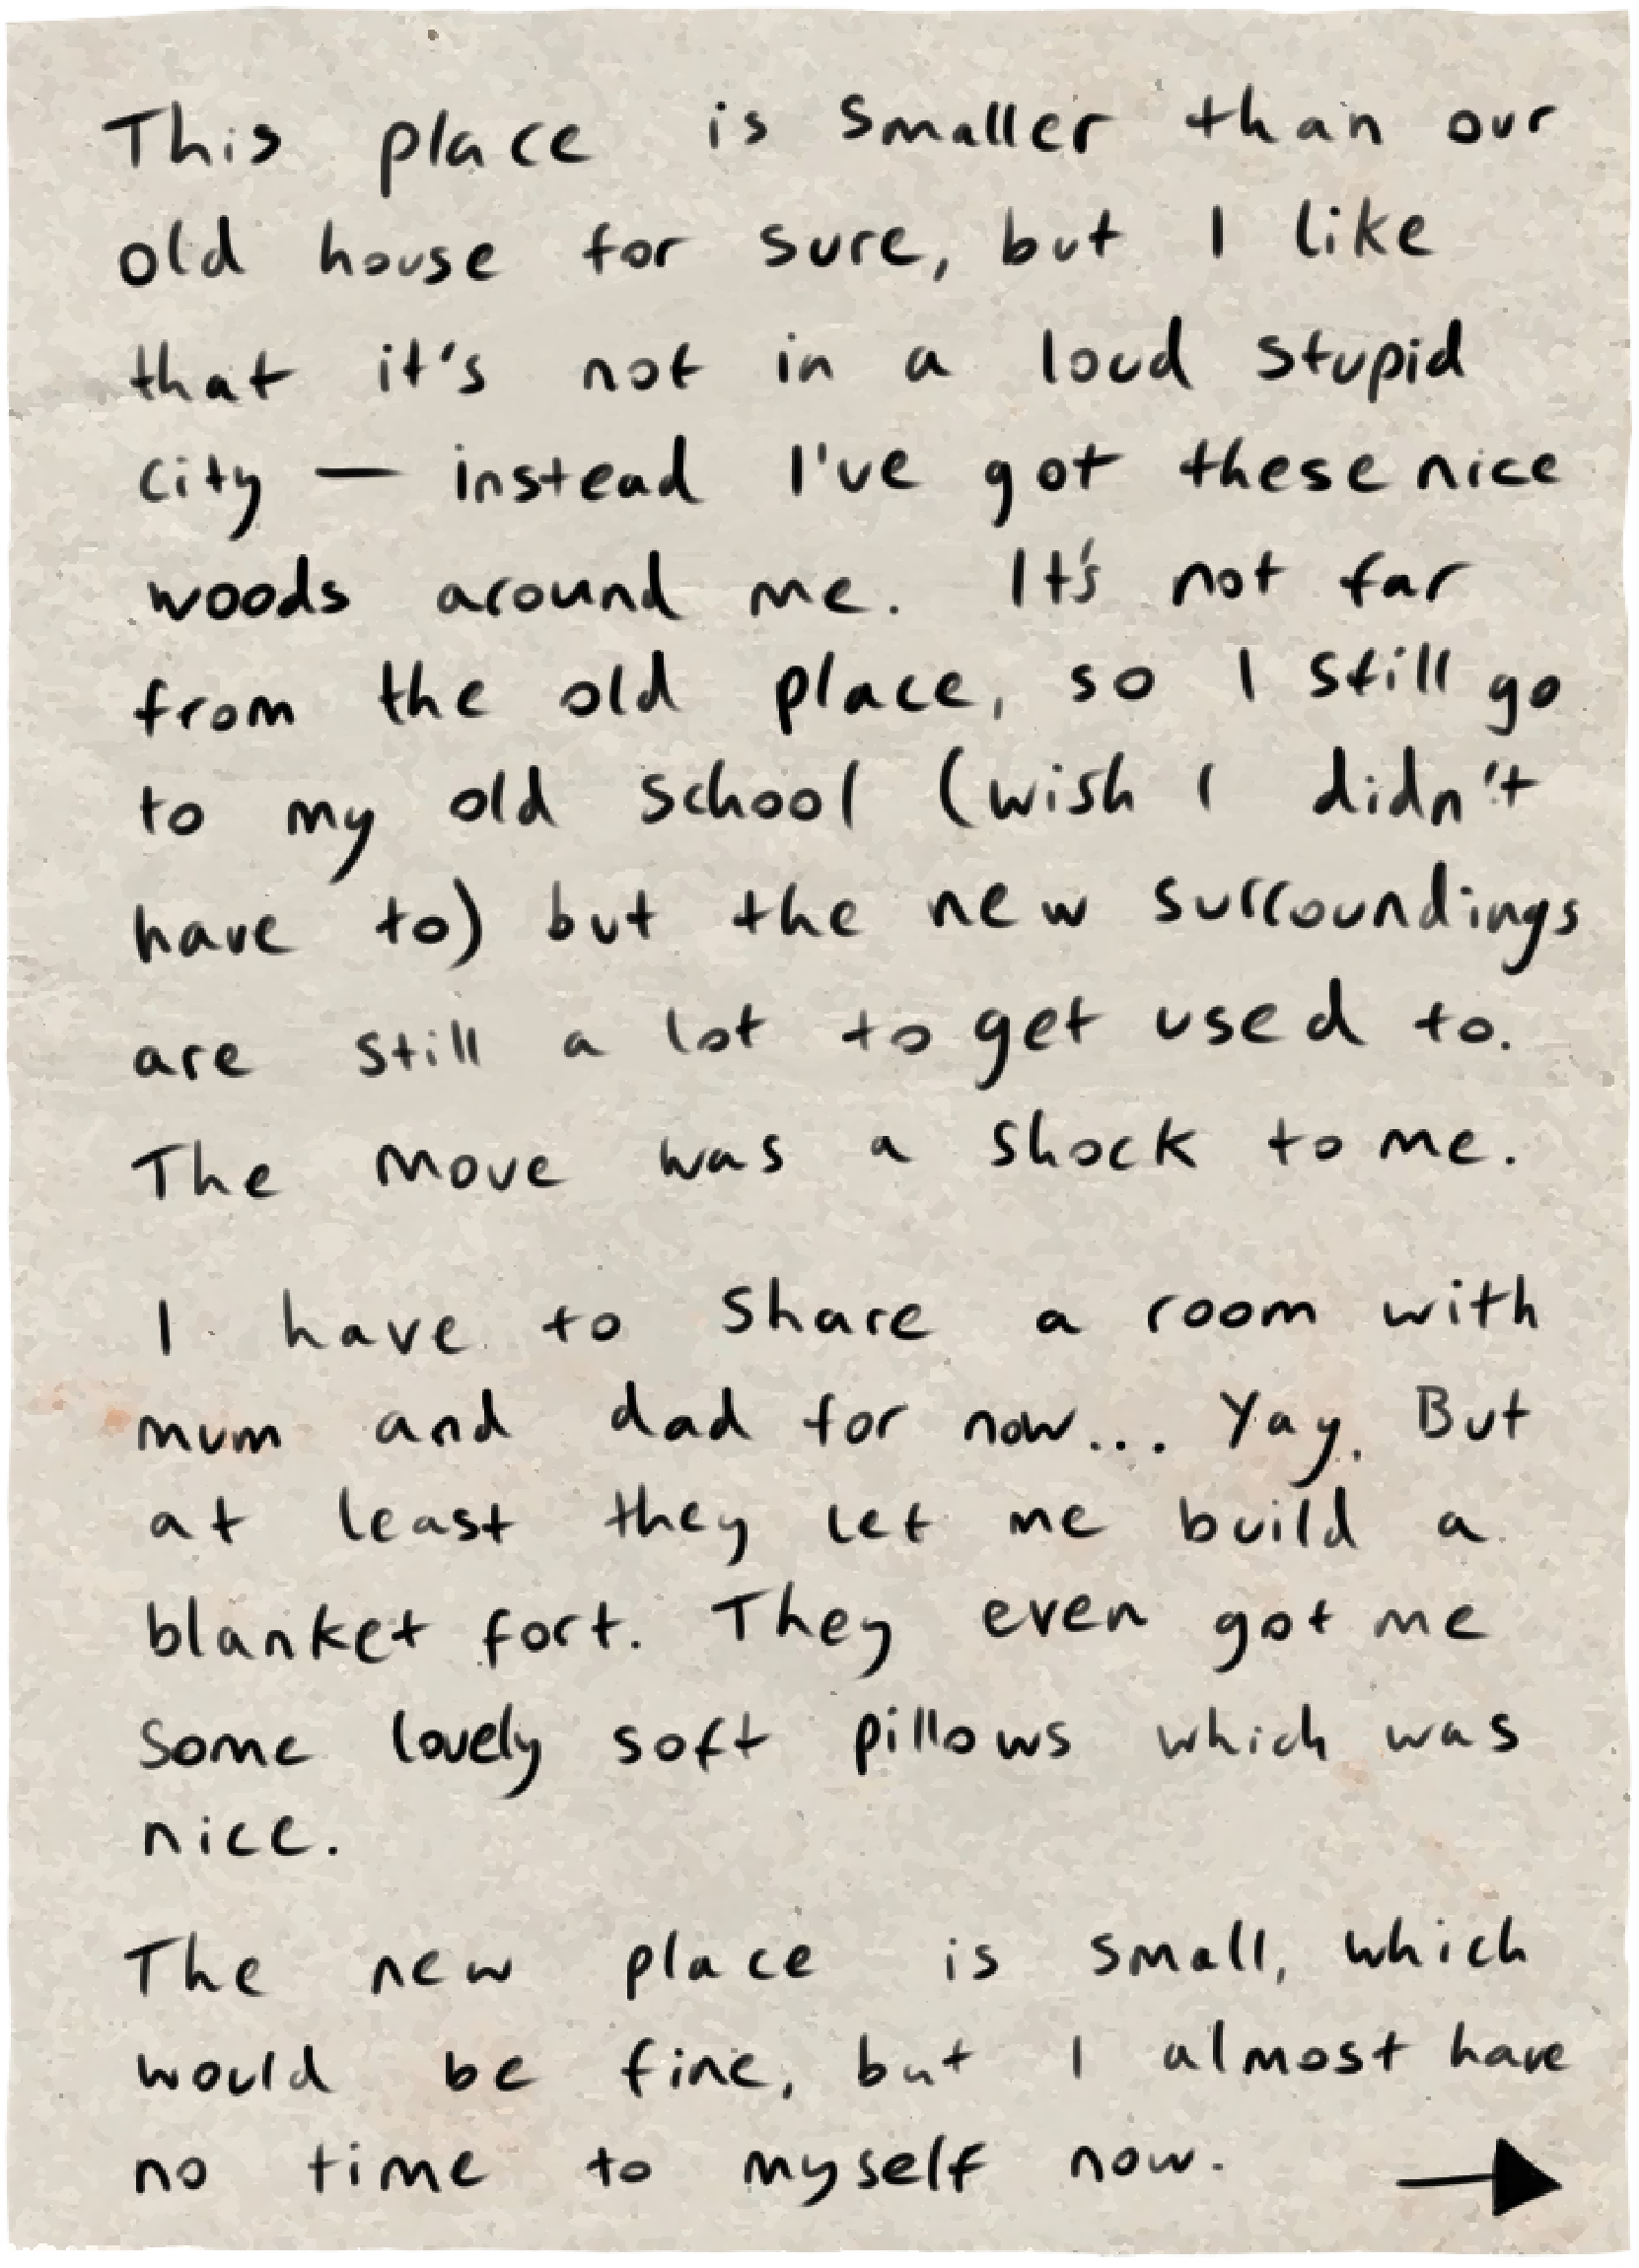 This place is smaller than our
old house for sure, but I like
that it's not in a loud stupid
city — instead I've got these nice
woods around me. It's not far
from the old place, so I still go
to my old school (wish I didn't
have to) but the new surroundings
are still a lot to get used to.
The move was a shock to me.
I have to share a room with
mum and dad for now... Yay. But
at least they let me build a
blanket fort. They even got me
some lovely soft pillows which was
nice.
The new place is small, which
would be fine, but I almost have
no time to myself now.